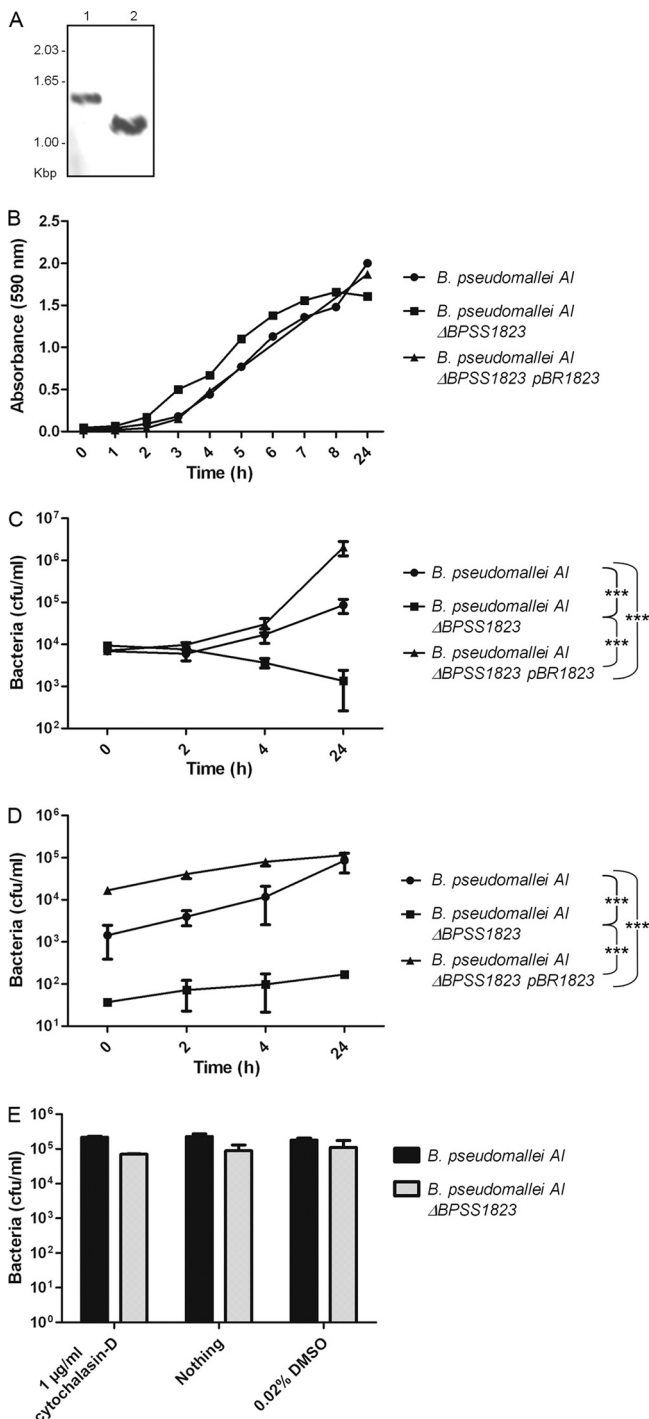 A
1 2
2.03 -
1.65 -
1.00 -
Kbp
B
Absorbance (590 nm)
2.5
2.0
1.5
1.0
0.5
0.0
0 1 2 3 4 5 6 7 8 24
Time (h)
B. pseudomallei AI
B. pseudomallei AI
ΔBPSS1823
B. pseudomallei AI
ΔBPSS1823 pBR1823
C
Bacteria (cfu/ml)
10⁷
10⁶
10⁵
10⁴
10³
10²
0 2 4 24
Time (h)
B. pseudomallei AI
B. pseudomallei AI
ΔBPSS1823
B. pseudomallei AI
ΔBPSS1823 pBR1823
***
***
***
D
Bacteria (cfu/ml)
10⁶
10⁵
10⁴
10³
10²
10¹
0 2 4 24
Time (h)
B. pseudomallei AI
B. pseudomallei AI
ΔBPSS1823
B. pseudomallei AI
ΔBPSS1823 pBR1823
***
***
***
E
Bacteria (cfu/ml)
10⁶
10⁵
10⁴
10³
10²
10¹
10⁰
1 µg/ml
cytochalasin-D
Nothing
0.02% DMSO
B. pseudomallei AI
B. pseudomallei AI
ΔBPSS1823